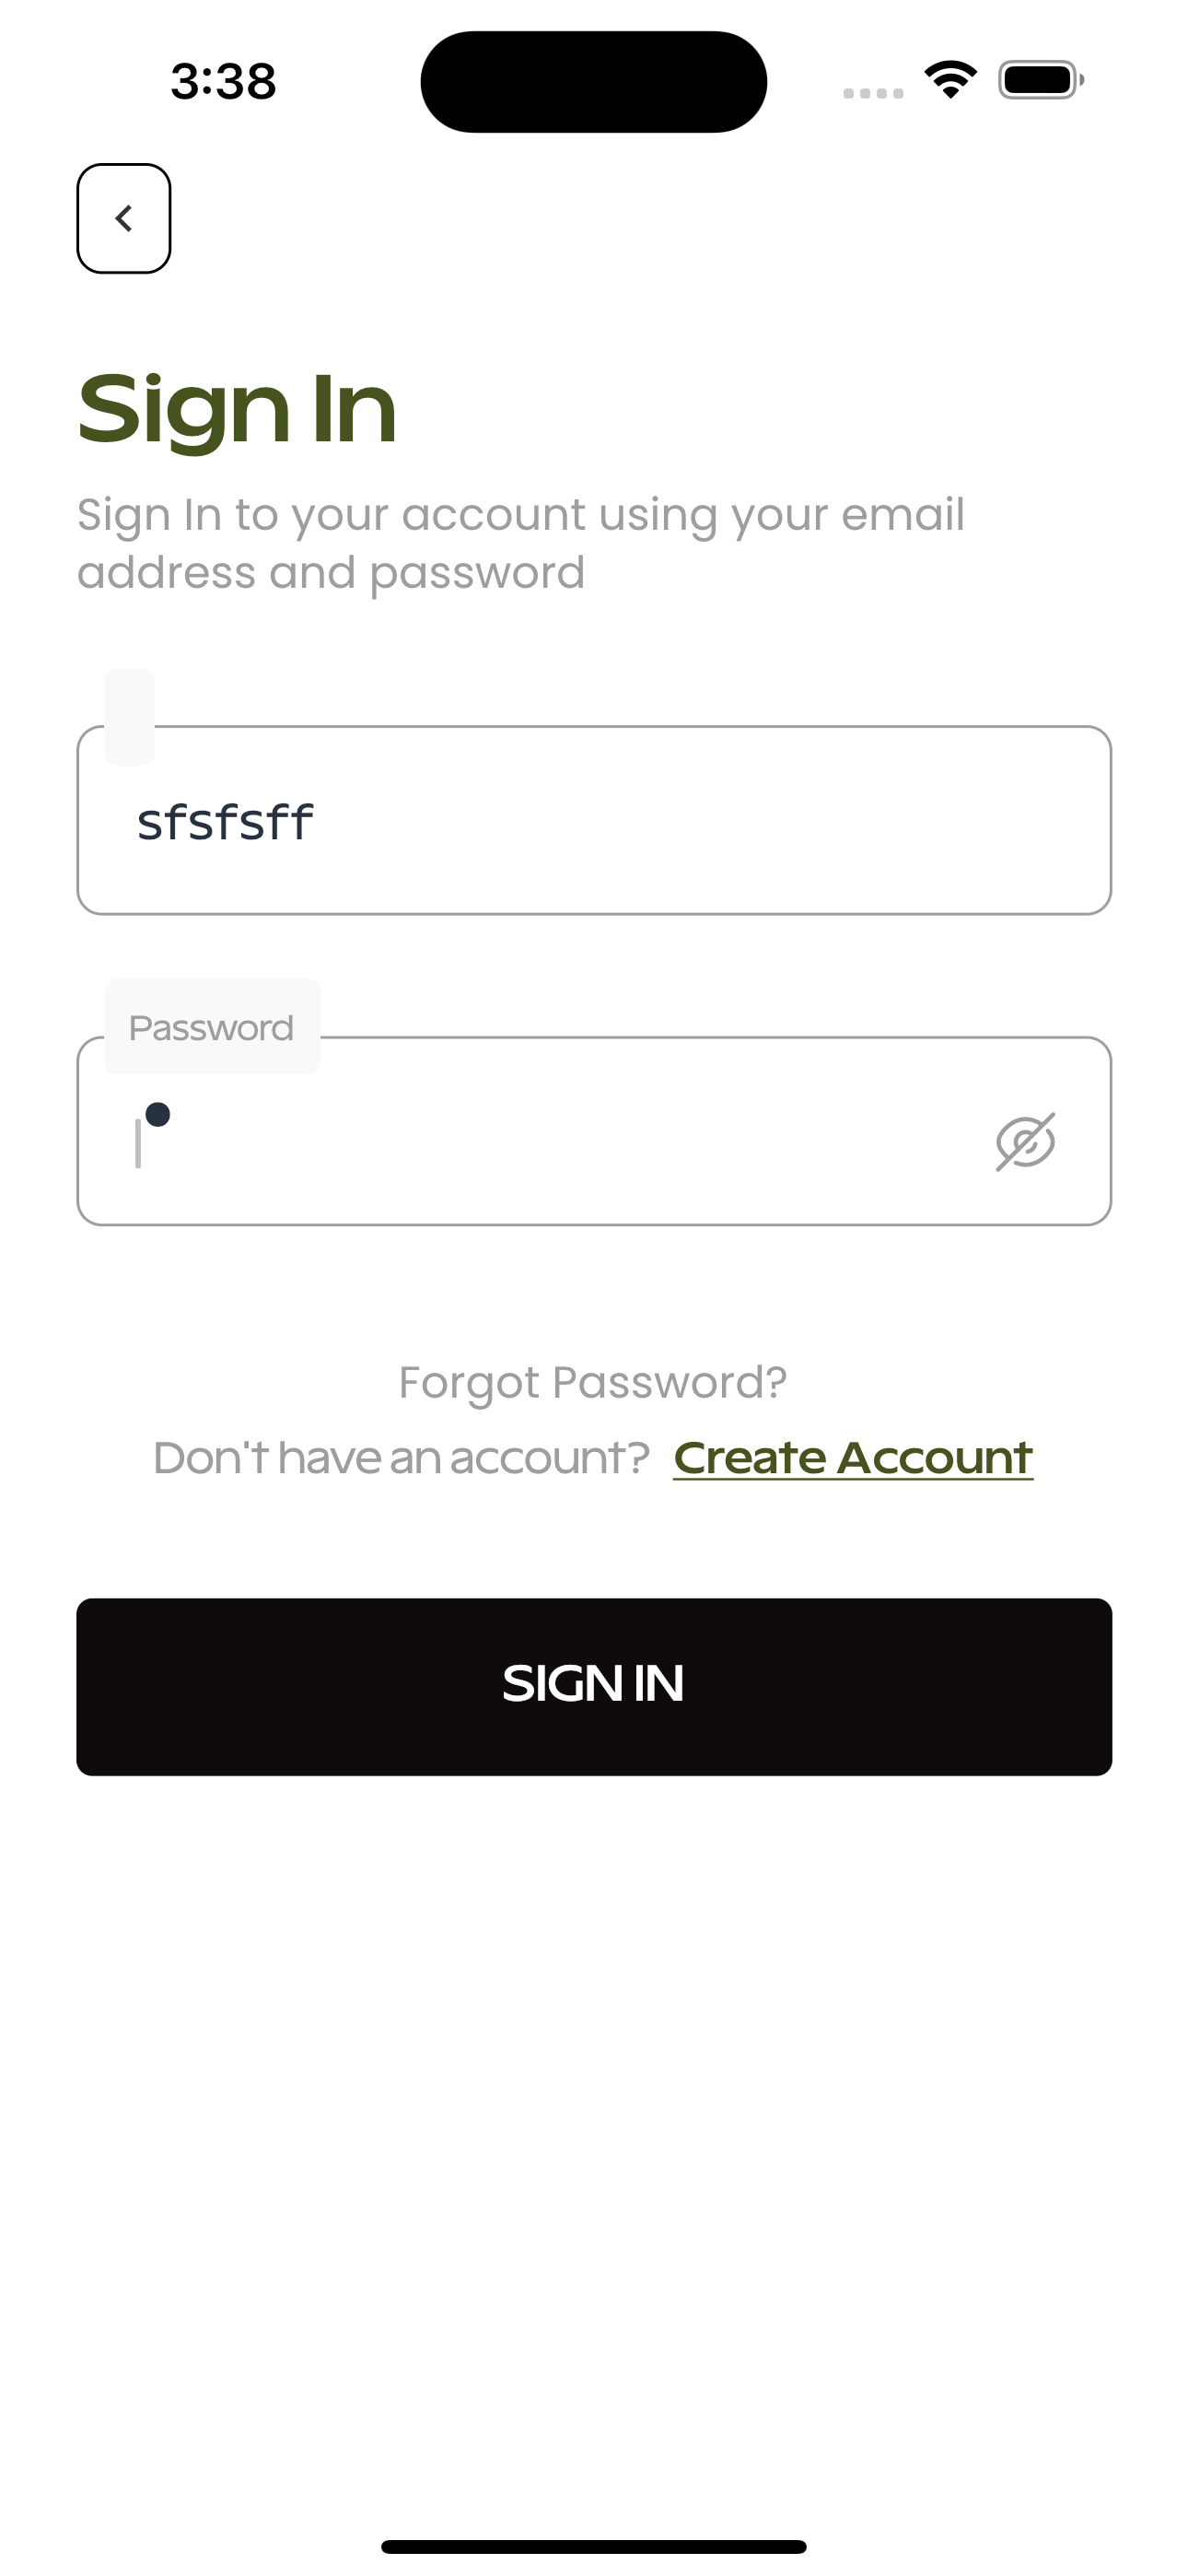 3:38
Sign In
Sign In to your account using your email
address and password
sfsfsff
Password
Forgot Password?
Don't have an account? Create Account
SIGN IN